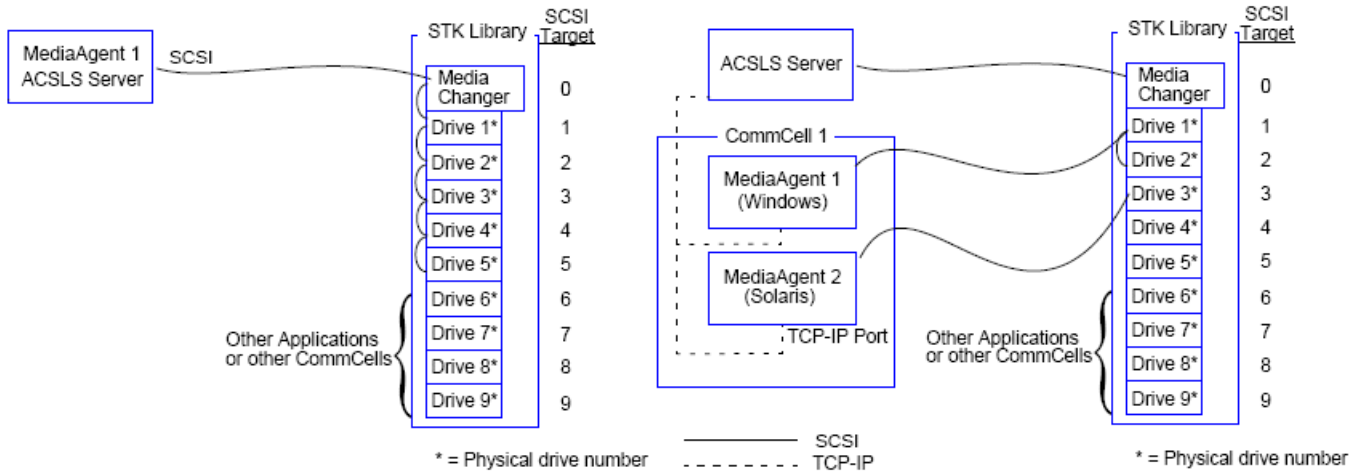 MediaAgent 1
ACSLS Server
SCSI
STK Library
SCSI
Target
Media
Changer
0
Drive 1*
1
Drive 2*
2
Drive 3*
3
Drive 4*
4
Drive 5*
5
Drive 6*
6
Drive 7*
7
Drive 8*
8
Drive 9*
9
Other Applications
or other CommCells
* = Physical drive number
ACSLS Server
CommCell 1
MediaAgent 1
(Windows)
MediaAgent 2
(Solaris)
TCP-IP Port
SCSI
TCP-IP
STK Library
SCSI
Target
Media
Changer
0
Drive 1*
1
Drive 2*
2
Drive 3*
3
Drive 4*
4
Drive 5*
5
Drive 6*
6
Drive 7*
7
Drive 8*
8
Drive 9*
9
Other Applications
or other CommCells
* = Physical drive number